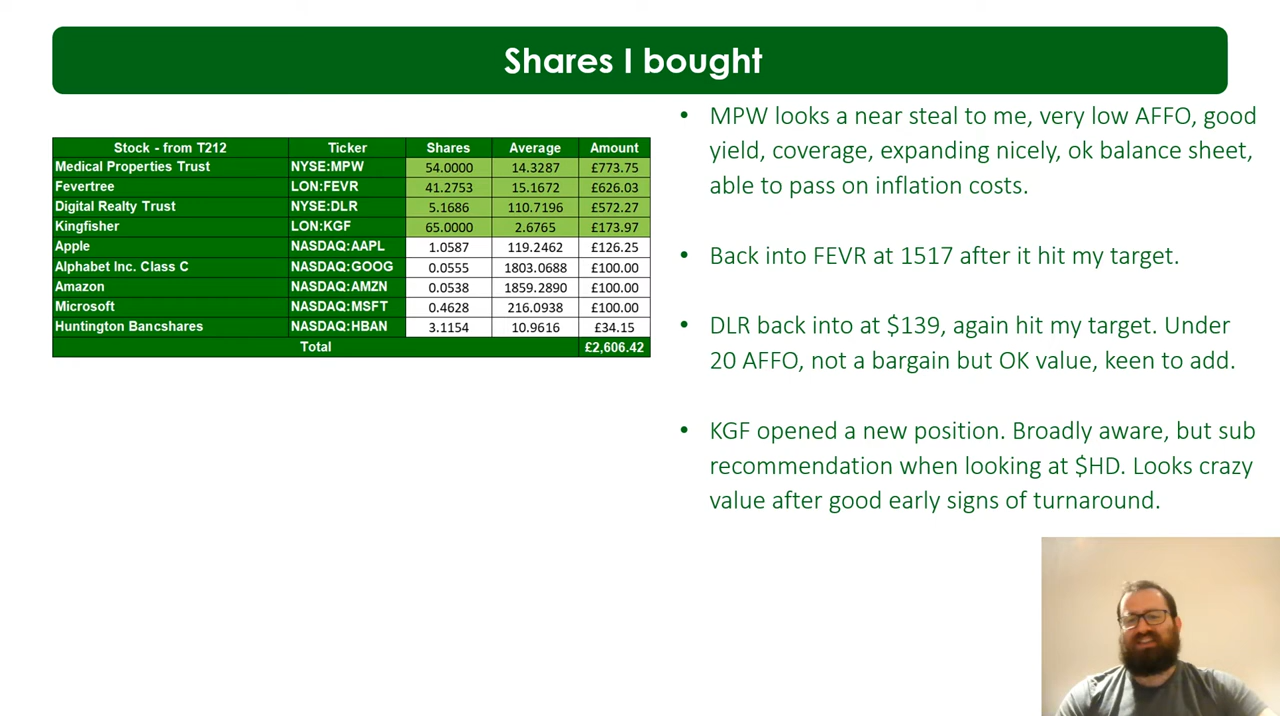 Shares I bought
Stock - from T212 Ticker Shares Average Amount
Medical Properties Trust NYSE:MPW 54.0000 14.3287 £773.75
Fevertree LON:FEVR 41.2753 15.1672 £626.03
Digital Realty Trust NYSE:DLR 5.1686 110.7196 £572.27
Kingfisher LON:KGF 65.0000 2.6765 £173.97
Apple NASDAQ:AAPL 1.0587 119.2462 £126.25
Alphabet Inc. Class C NASDAQ:GOOG 0.0555 1803.0688 £100.00
Amazon NASDAQ:AMZN 0.0538 1859.2890 £100.00
Microsoft NASDAQ:MSFT 0.4628 216.0938 £100.00
Huntington Bancshares NASDAQ:HBAN 3.1154 10.9616 £34.15
Total £2,606.42
• MPW looks a near steal to me, very low AFFO, good
yield, coverage, expanding nicely, ok balance sheet,
able to pass on inflation costs.
• Back into FEVR at 1517 after it hit my target.
• DLR back into at $139, again hit my target. Under
20 AFFO, not a bargain but OK value, keen to add.
• KGF opened a new position. Broadly aware, but sub
recommendation when looking at $HD. Looks crazy
value after good early signs of turnaround.